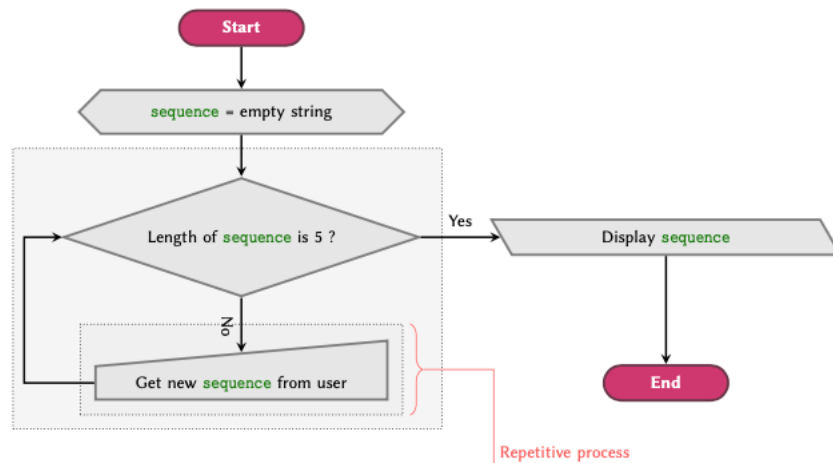 Start
sequence = empty string
Length of sequence is 5 ?
Yes
Display sequence
No
Get new sequence from user
End
Repetitive process